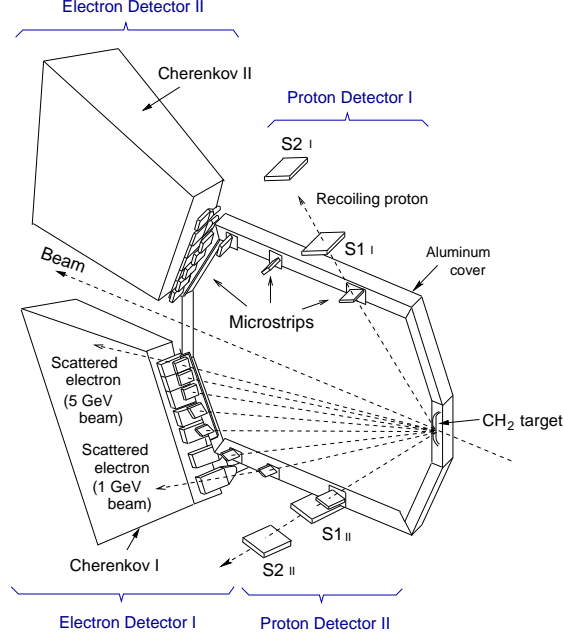 Electron Detector II
Cherenkov II
Proton Detector I
S2 I
Recoiling proton
S1 I
Aluminum
cover
Beam
Microstrips
Scattered
electron
(5 GeV
beam)
CH2 target
Scattered
electron
(1 GeV
beam)
S1 II
Cherenkov I
S2 II
Electron Detector I
Proton Detector II